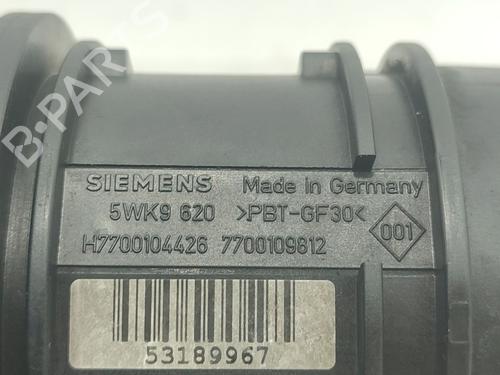 B-PARTS
SIEMENS Made in Germany
5WK9 620 >PBT-GF30< 001
H7700104426 7700109812
53189967